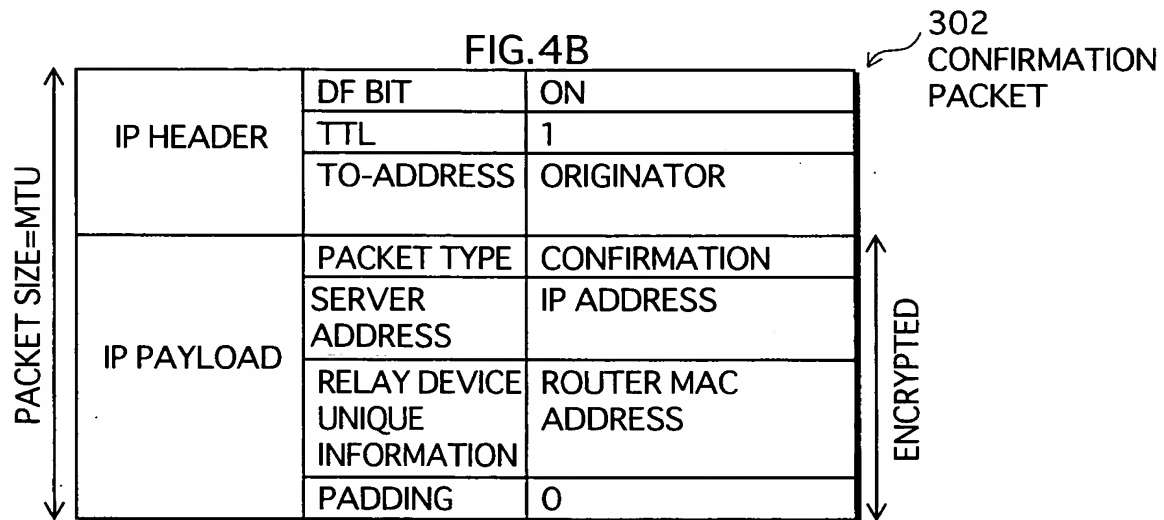 FIG.4B
302
CONFIRMATION
PACKET
PACKET SIZE=MTU
IP HEADER
DF BIT ON
TTL 1
TO-ADDRESS ORIGINATOR
IP PAYLOAD
PACKET TYPE CONFIRMATION
SERVER IP ADDRESS
ADDRESS
RELAY DEVICE ROUTER MAC
UNIQUE ADDRESS
INFORMATION
PADDING 0
ENCRYPTED